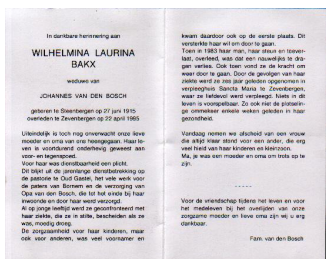 In dankbare herinnering aan
WILHELMINA LAURINA
BAKX
weduwe van
JOHANNES VAN DEN BOSCH
geboren te Steenbergen op 27 juni 1915
overleden te Zevenbergen op 22 april 1995
Uiteindelijk is toch nog onverwacht onze lieve
moeder en oma van ons heengegaan. Haar le-
ven is voortdurend onderhevig geweest aan
voor- en tegenspoed.
Voor haar was dienstbaarheid een plicht.
Dit blijkt uit de jarenlange dienstbetrekking op
de pastorie te Oud Gastel, het vele werk voor
de paters van Bornem en de verzorging van
Opa van den Bosch, die tot het einde bij haar
inwoonde en door haar werd verzorgd.
Al op jonge leeftijd werd ze geconfronteerd met
haar ziekte, die ze in stilte, bescheiden als ze
was, moedig droeg.
De zorgzaamheid voor haar kinderen, maar
ook voor anderen, was veel voornamer en
kwam daardoor ook op de eerste plaats. Dit
versterkte haar wil om door te gaan.
Toen in 1983 haar man, haar steun en toever-
laat, overleed, was dat een nauwelijks te dra-
gen verlies. Ook toen vond ze de kracht om
weer door te gaan. Door de gevolgen van haar
ziekte werd ze zes jaar geleden opgenomen in
verpleeghuis Sancta Maria te Zevenbergen,
waar ze liefdevol werd verpleegd. Niets in dit
leven is voorspelbaar. Zo ook niet de plotselin-
ge ommekeer enkele weken geleden in haar
gezondheid.
Vandaag nemen we afscheid van een vrouw
die altijd klaar stond voor een ander, die erg
veel hield van haar kinderen en kleinzoon.
Ma, je was een moeder en oma om trots op te
zijn.
-----
Voor de vriendschap tijdens het leven en voor
het medeleven bij het overlijden van onze
zorgzame moeder en lieve oma zijn wij u erg
dankbaar.
Fam. van den Bosch